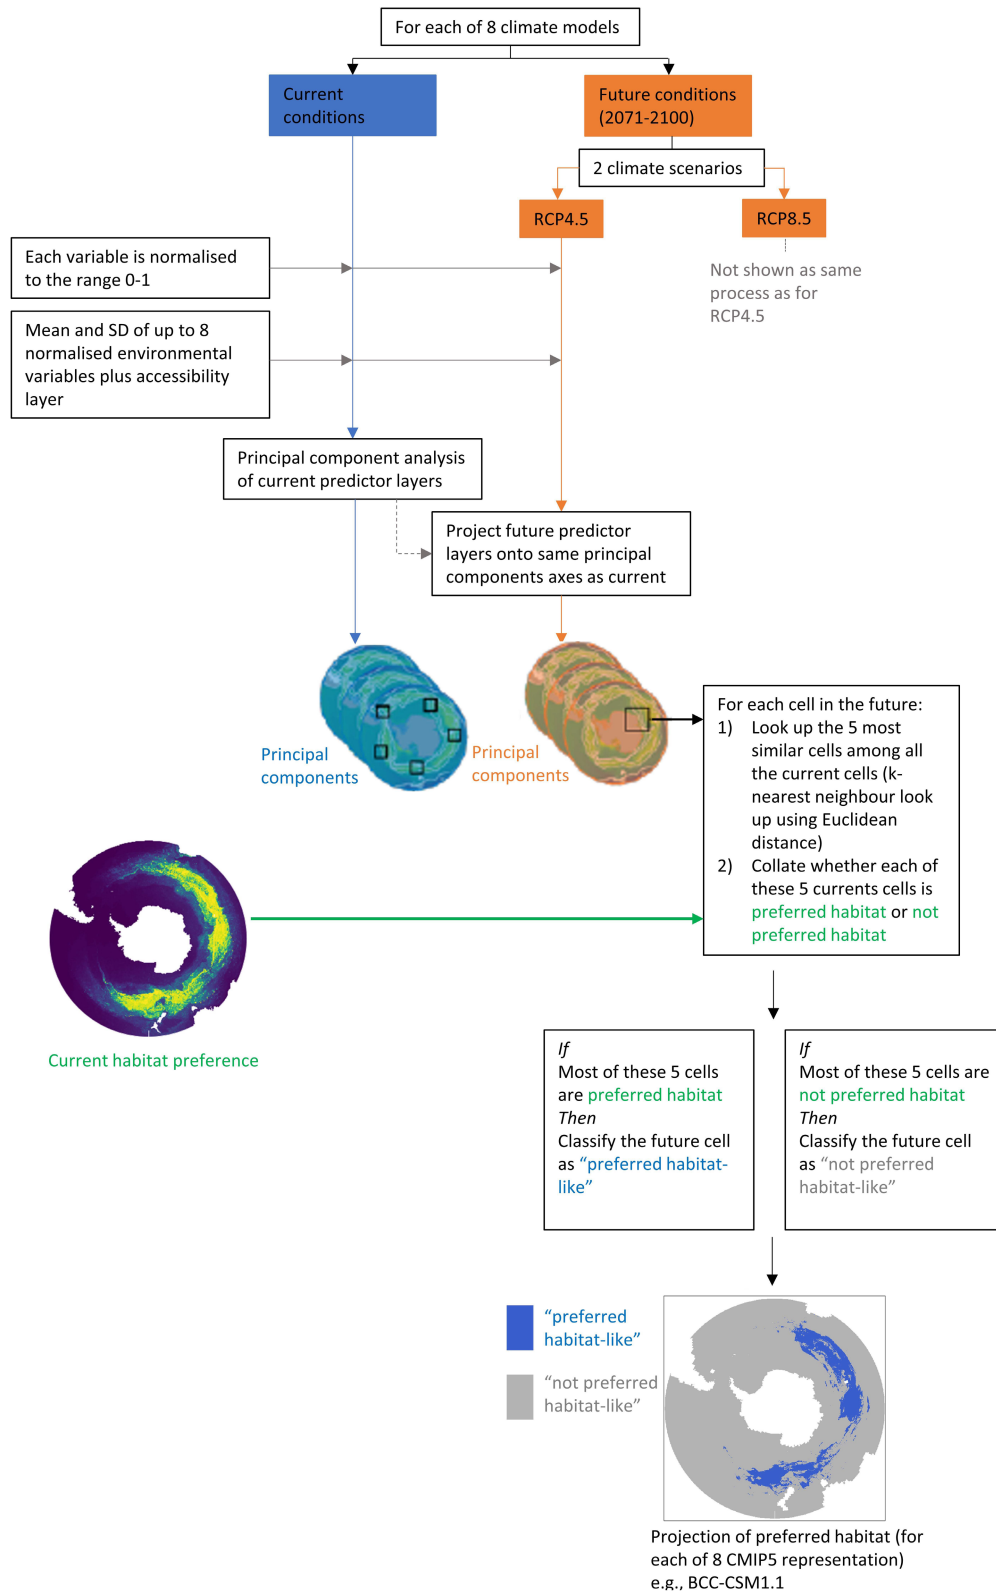 For each of 8 climate models
Current
conditions
Future conditions
(2071-2100)
2 climate scenarios
RCP4.5
RCP8.5
Each variable is normalised
to the range 0-1
Not shown as same
process as for
RCP4.5
Mean and SD of up to 8
normalised environmental
variables plus accessibility
layer
Principal component analysis
of current predictor layers
Project future predictor
layers onto same principal
components axes as current
Principal
components
Principal
components
For each cell in the future:
1) Look up the 5 most
similar cells among all
the current cells (k-
nearest neighbour look
up using Euclidean
distance)
2) Collate whether each of
these 5 currents cells is
preferred habitat or not
preferred habitat
Current habitat preference
If
Most of these 5 cells
are preferred habitat
Then
Classify the future cell
as “preferred habitat-
like”
If
Most of these 5 cells are
not preferred habitat
Then
Classify the future cell
as “not preferred
habitat-like”
“preferred
habitat-like”
“not preferred
habitat-like”
Projection of preferred habitat (for
each of 8 CMIP5 representation)
e.g., BCC-CSM1.1